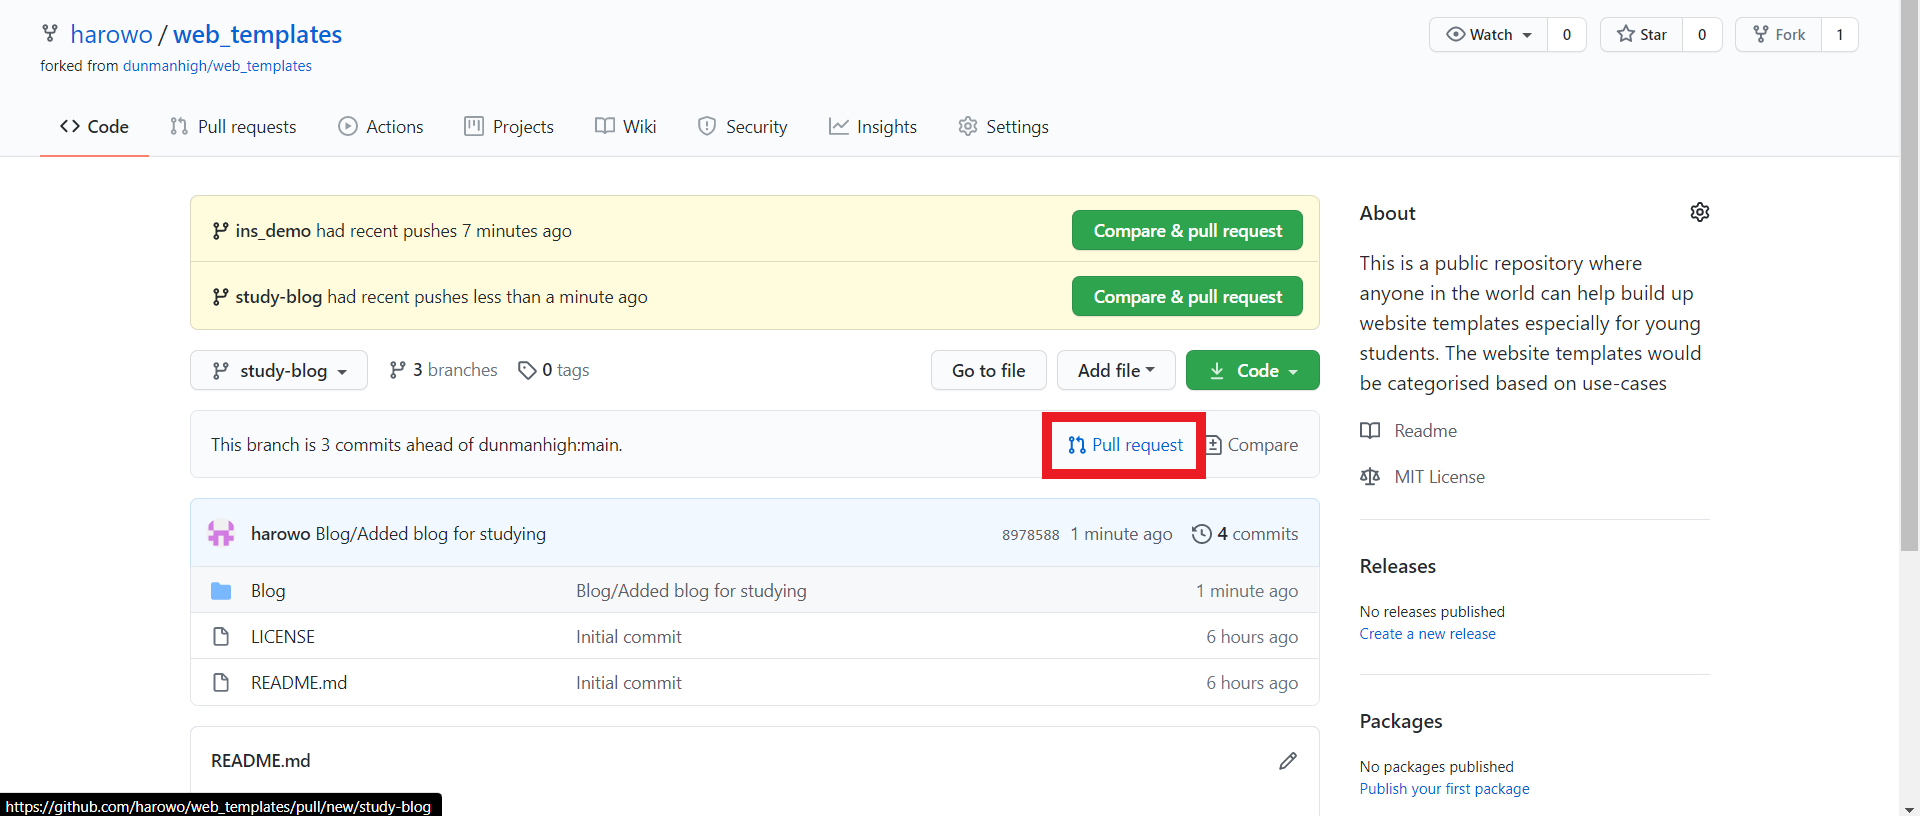 harowo / web_templates
Watch 0 Star 0 Fork 1
forked from dunmanhigh/web_templates
Code Pull requests Actions Projects Wiki Security Insights Settings
ins_demo had recent pushes 7 minutes ago
Compare & pull request
study-blog had recent pushes less than a minute ago
Compare & pull request
study-blog 3 branches 0 tags
Go to file Add file Code
This branch is 3 commits ahead of dunmanhigh:main.
Pull request Compare
harowo Blog/Added blog for studying 8978588 1 minute ago 4 commits
Blog Blog/Added blog for studying 1 minute ago
LICENSE Initial commit 6 hours ago
README.md Initial commit 6 hours ago
README.md
About
This is a public repository where
anyone in the world can help build up
website templates especially for young
students. The website templates would
be categorised based on use-cases
Readme
MIT License
Releases
No releases published
Create a new release
Packages
No packages published
Publish your first package
https://github.com/harowo/web_templates/pull/new/study-blog